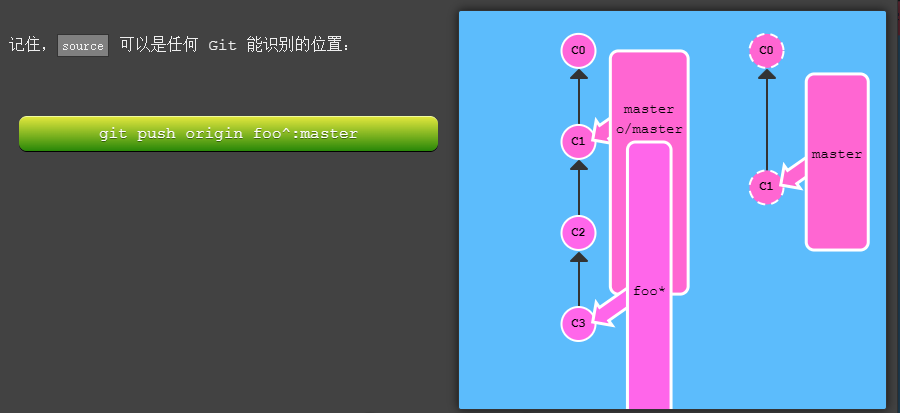 记住，source 可以是任何 Git 能识别的位置：
git push origin foo^:master
C0
master
o/master
C1
C2
foo*
C3
C0
master
C1